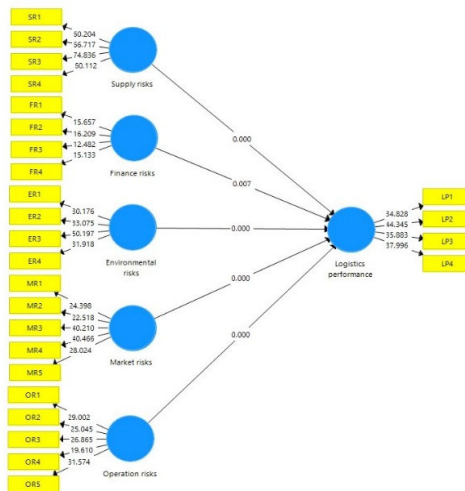 SR1
SR2
SR3
SR4
50.204
56.717
74.836
50.112
Supply risks
FR1
FR2
FR3
FR4
15.657
16.209
12.482
15.133
Finance risks
ER1
ER2
ER3
ER4
30.176
33.075
50.197
31.918
Environmental
risks
MR1
MR2
MR3
MR4
MR5
24.398
22.518
40.210
40.466
28.024
Market risks
OR1
OR2
OR3
OR4
OR5
29.002
25.045
26.865
19.610
31.574
Operation risks
0.000
0.007
0.000
0.000
0.000
Logistics
performance
34.828
44.345
35.883
37.996
LP1
LP2
LP3
LP4